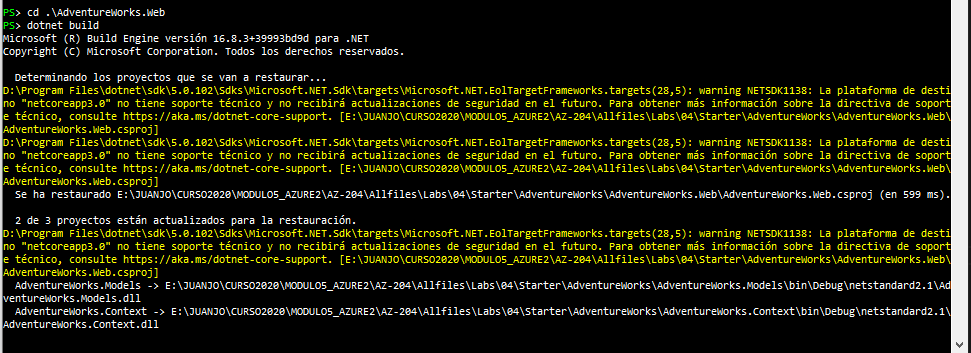 PS> cd .\AdventureWorks.Web
PS> dotnet build
Microsoft (R) Build Engine versión 16.8.3+39993bd9d para .NET
Copyright (C) Microsoft Corporation. Todos los derechos reservados.
  Determinando los proyectos que se van a restaurar...
D:\Program Files\dotnet\sdk\5.0.102\Sdks\Microsoft.NET.Sdk\targets\Microsoft.NET.EolTargetFrameworks.targets(28,5): warning NETSDK1138: La plataforma de desti
no "netcoreapp3.0" no tiene soporte técnico y no recibirá actualizaciones de seguridad en el futuro. Para obtener más información sobre la directiva de soport
e técnico, consulte https://aka.ms/dotnet-core-support. [E:\JUANJO\CURSO2020\MODULO5_AZURE2\AZ-204\Allfiles\Labs\04\Starter\AdventureWorks\AdventureWorks.Web\
AdventureWorks.Web.csproj]
D:\Program Files\dotnet\sdk\5.0.102\Sdks\Microsoft.NET.Sdk\targets\Microsoft.NET.EolTargetFrameworks.targets(28,5): warning NETSDK1138: La plataforma de desti
no "netcoreapp3.0" no tiene soporte técnico y no recibirá actualizaciones de seguridad en el futuro. Para obtener más información sobre la directiva de soport
e técnico, consulte https://aka.ms/dotnet-core-support. [E:\JUANJO\CURSO2020\MODULO5_AZURE2\AZ-204\Allfiles\Labs\04\Starter\AdventureWorks\AdventureWorks.Web\
AdventureWorks.Web.csproj]
  Se ha restaurado E:\JUANJO\CURSO2020\MODULO5_AZURE2\AZ-204\Allfiles\Labs\04\Starter\AdventureWorks\AdventureWorks.Web\AdventureWorks.Web.csproj (en 599 ms).
  2 de 3 proyectos están actualizados para la restauración.
D:\Program Files\dotnet\sdk\5.0.102\Sdks\Microsoft.NET.Sdk\targets\Microsoft.NET.EolTargetFrameworks.targets(28,5): warning NETSDK1138: La plataforma de desti
no "netcoreapp3.0" no tiene soporte técnico y no recibirá actualizaciones de seguridad en el futuro. Para obtener más información sobre la directiva de soport
e técnico, consulte https://aka.ms/dotnet-core-support. [E:\JUANJO\CURSO2020\MODULO5_AZURE2\AZ-204\Allfiles\Labs\04\Starter\AdventureWorks\AdventureWorks.Web\
AdventureWorks.Web.csproj]
  AdventureWorks.Models -> E:\JUANJO\CURSO2020\MODULO5_AZURE2\AZ-204\Allfiles\Labs\04\Starter\AdventureWorks\AdventureWorks.Models\bin\Debug\netstandard2.1\Ad
ventureWorks.Models.dll
  AdventureWorks.Context -> E:\JUANJO\CURSO2020\MODULO5_AZURE2\AZ-204\Allfiles\Labs\04\Starter\AdventureWorks\AdventureWorks.Context\bin\Debug\netstandard2.1\
AdventureWorks.Context.dll